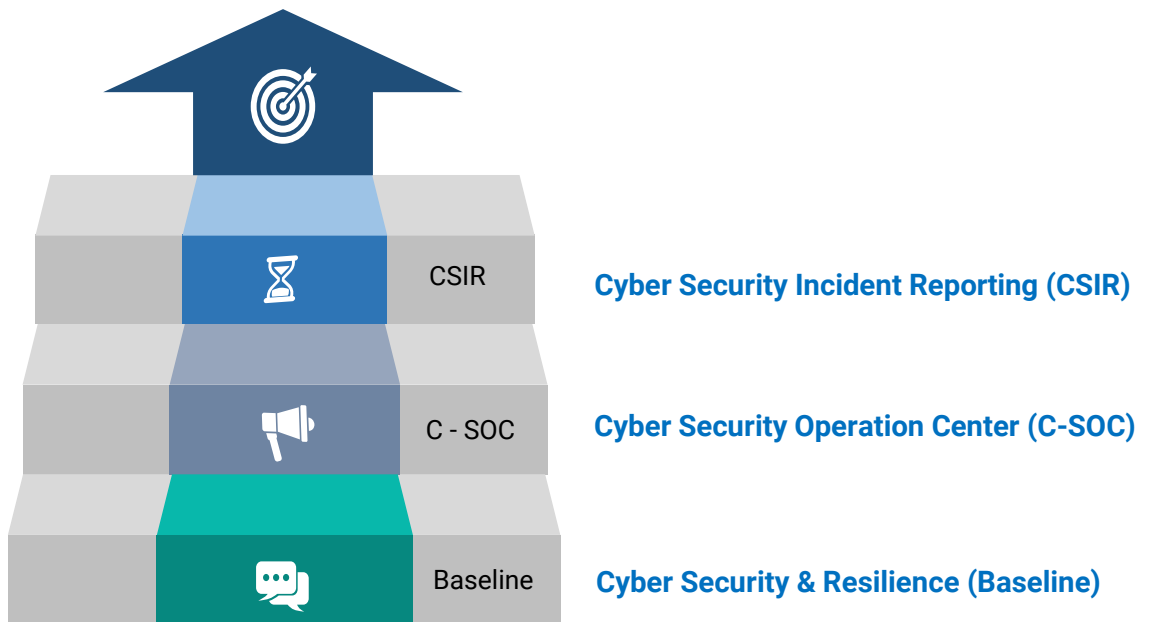 CSIR
Cyber Security Incident Reporting (CSIR)
C - SOC
Cyber Security Operation Center (C-SOC)
Baseline
Cyber Security & Resilience (Baseline)